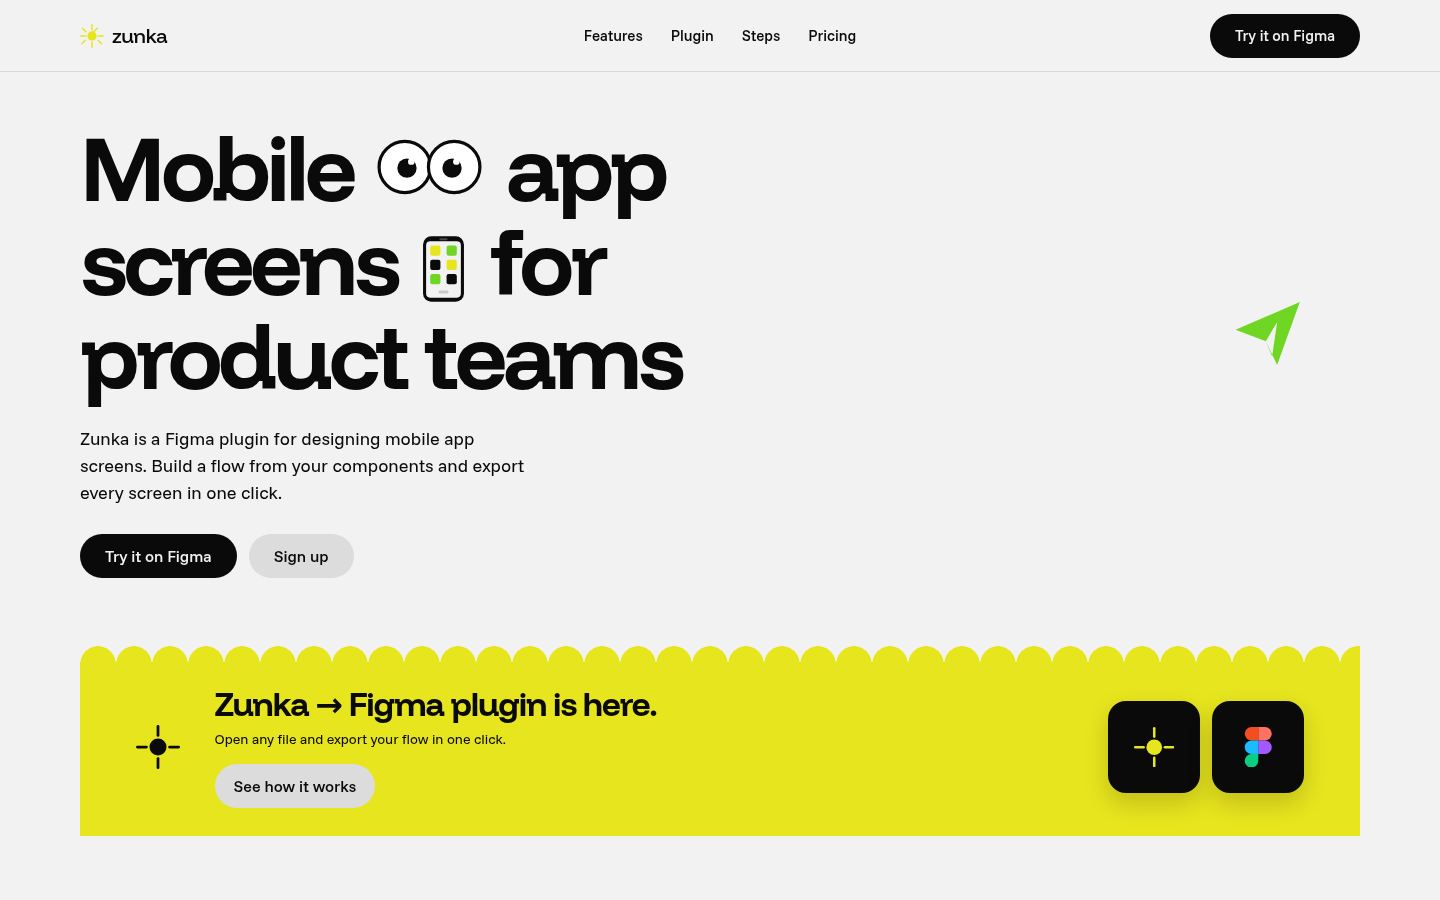 zunka
Features
Plugin
Steps
Pricing
Try it on Figma
Mobile app
screens for
product teams
Zunka is a Figma plugin for designing mobile app
screens. Build a flow from your components and export
every screen in one click.
Try it on Figma
Sign up
Zunka → Figma plugin is here.
Open any file and export your flow in one click.
See how it works